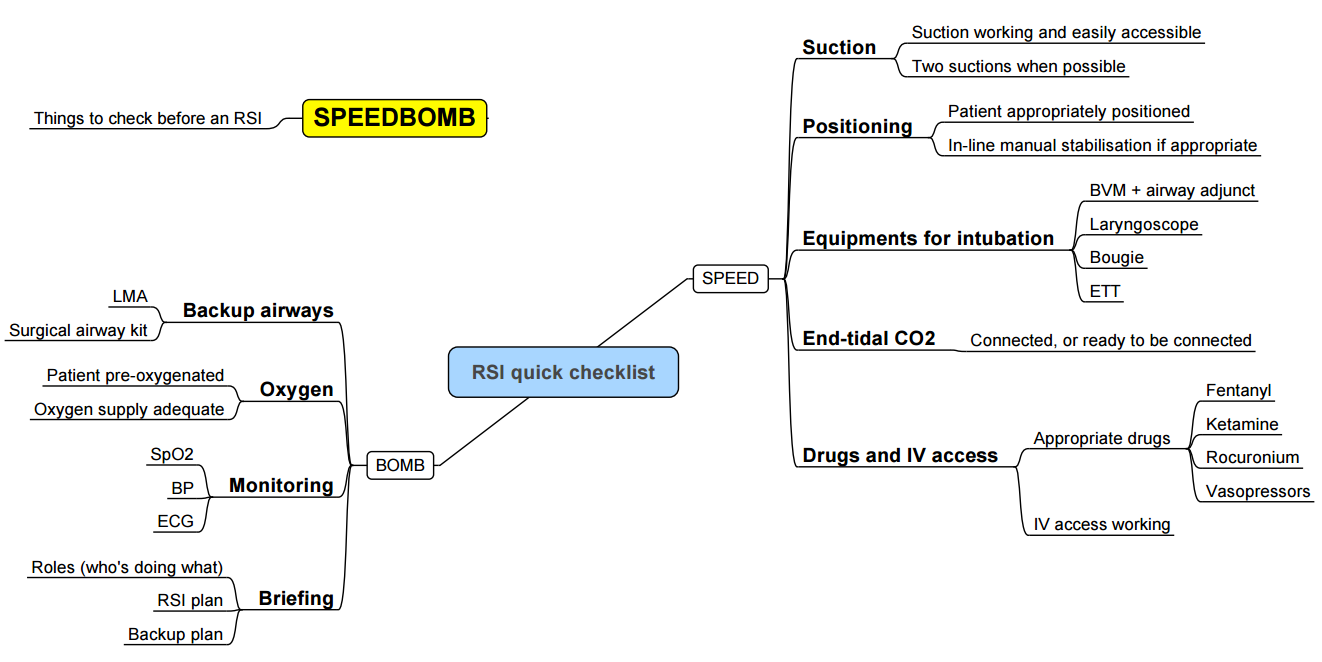 Things to check before an RSI
SPEEDBOMB
RSI quick checklist
SPEED
Suction
Suction working and easily accessible
Two suctions when possible
Positioning
Patient appropriately positioned
In-line manual stabilisation if appropriate
Equipments for intubation
BVM + airway adjunct
Laryngoscope
Bougie
ETT
End-tidal CO2
Connected, or ready to be connected
Drugs and IV access
Appropriate drugs
Fentanyl
Ketamine
Rocuronium
Vasopressors
IV access working
BOMB
Backup airways
LMA
Surgical airway kit
Oxygen
Patient pre-oxygenated
Oxygen supply adequate
Monitoring
SpO2
BP
ECG
Briefing
Roles (who's doing what)
RSI plan
Backup plan